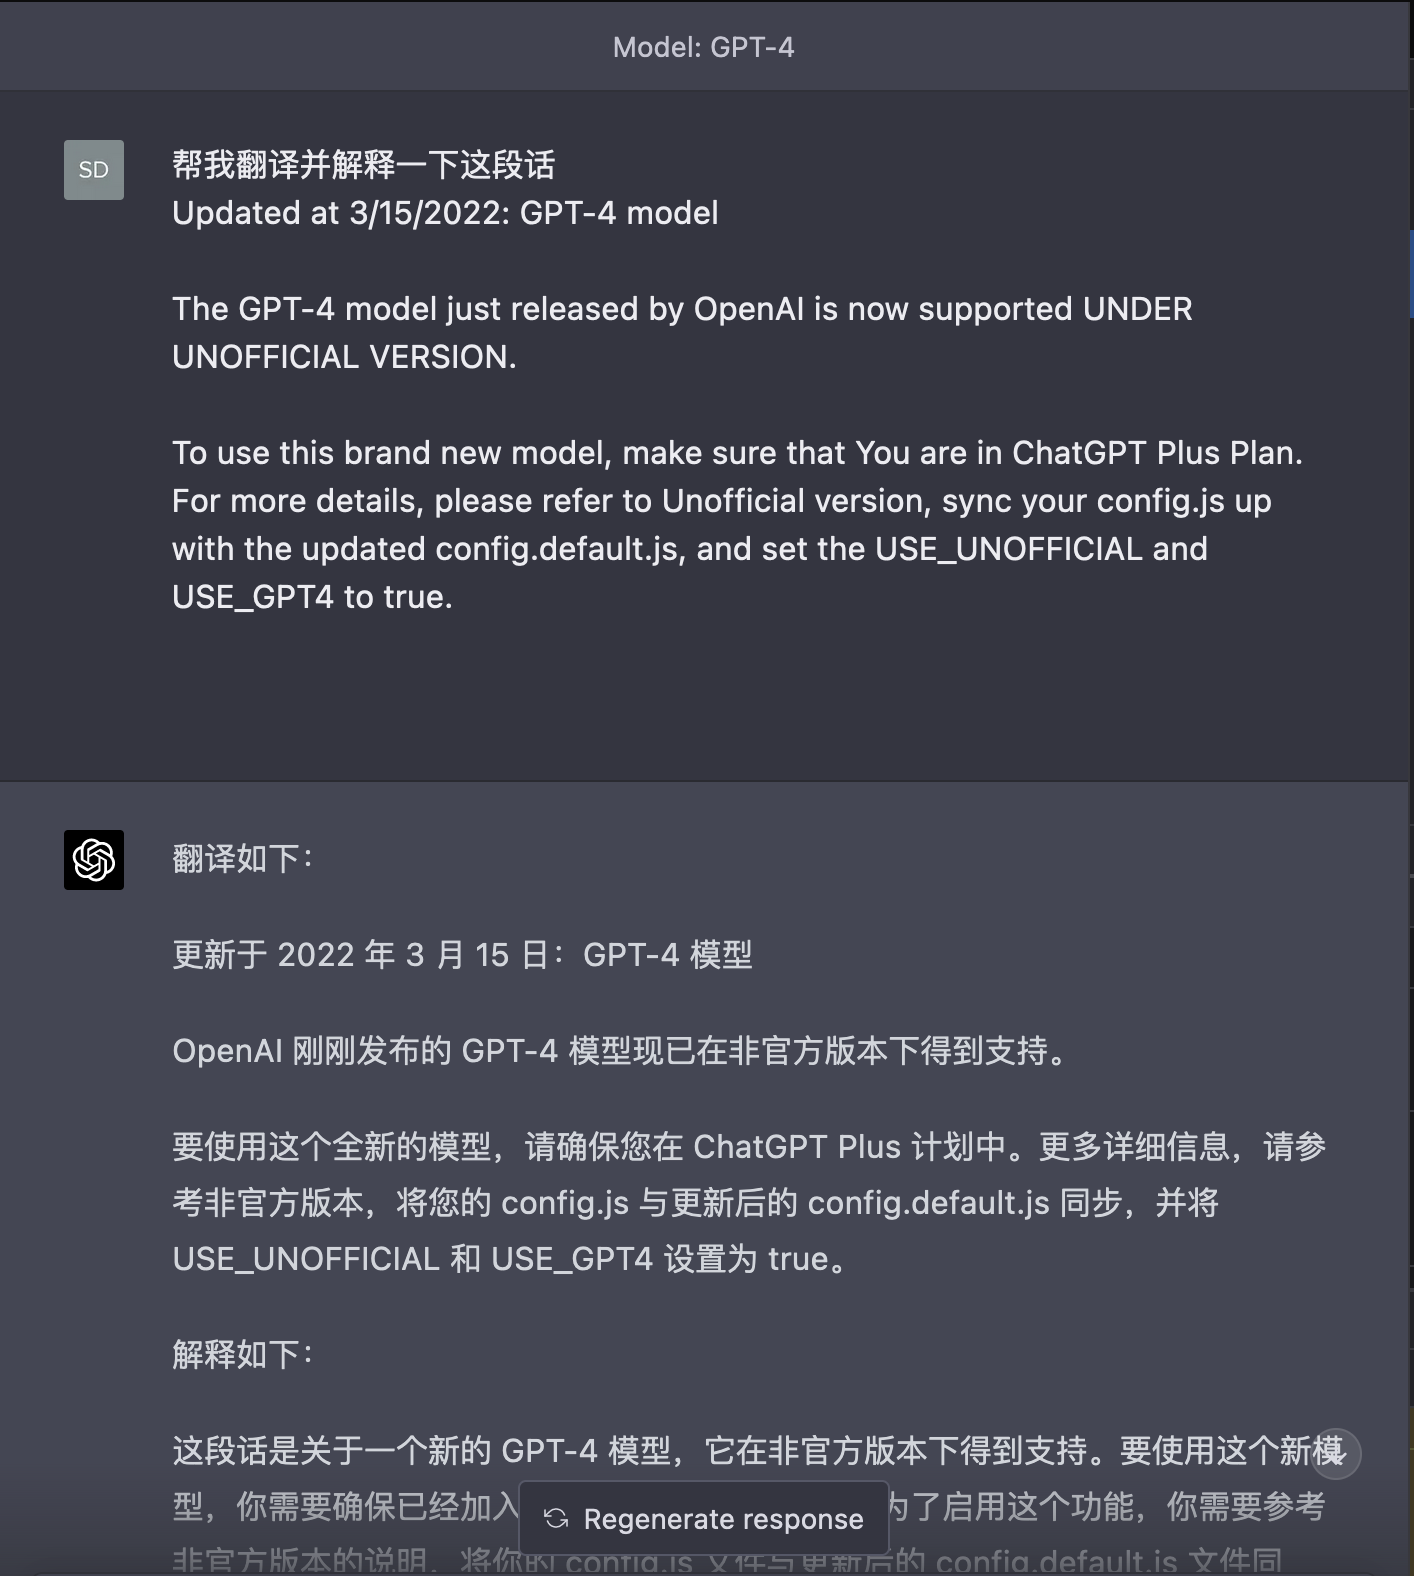 Model: GPT-4
SD
帮我翻译并解释一下这段话
Updated at 3/15/2022: GPT-4 model
The GPT-4 model just released by OpenAI is now supported UNDER
UNOFFICIAL VERSION.
To use this brand new model, make sure that You are in ChatGPT Plus Plan.
For more details, please refer to Unofficial version, sync your config.js up
with the updated config.default.js, and set the USE_UNOFFICIAL and
USE_GPT4 to true.
翻译如下：
更新于 2022 年 3 月 15 日：GPT-4 模型
OpenAI 刚刚发布的 GPT-4 模型现已在非官方版本下得到支持。
要使用这个全新的模型，请确保您在 ChatGPT Plus 计划中。更多详细信息，请参
考非官方版本，将您的 config.js 与更新后的 config.default.js 同步，并将
USE_UNOFFICIAL 和 USE_GPT4 设置为 true。
解释如下：
这段话是关于一个新的 GPT-4 模型，它在非官方版本下得到支持。要使用这个新模
型，你需要确保已经加入 为了启用这个功能，你需要参考
Regenerate response
非官方版本的说明，将你的 config.js 文件与更新后的 config.default.js 文件同